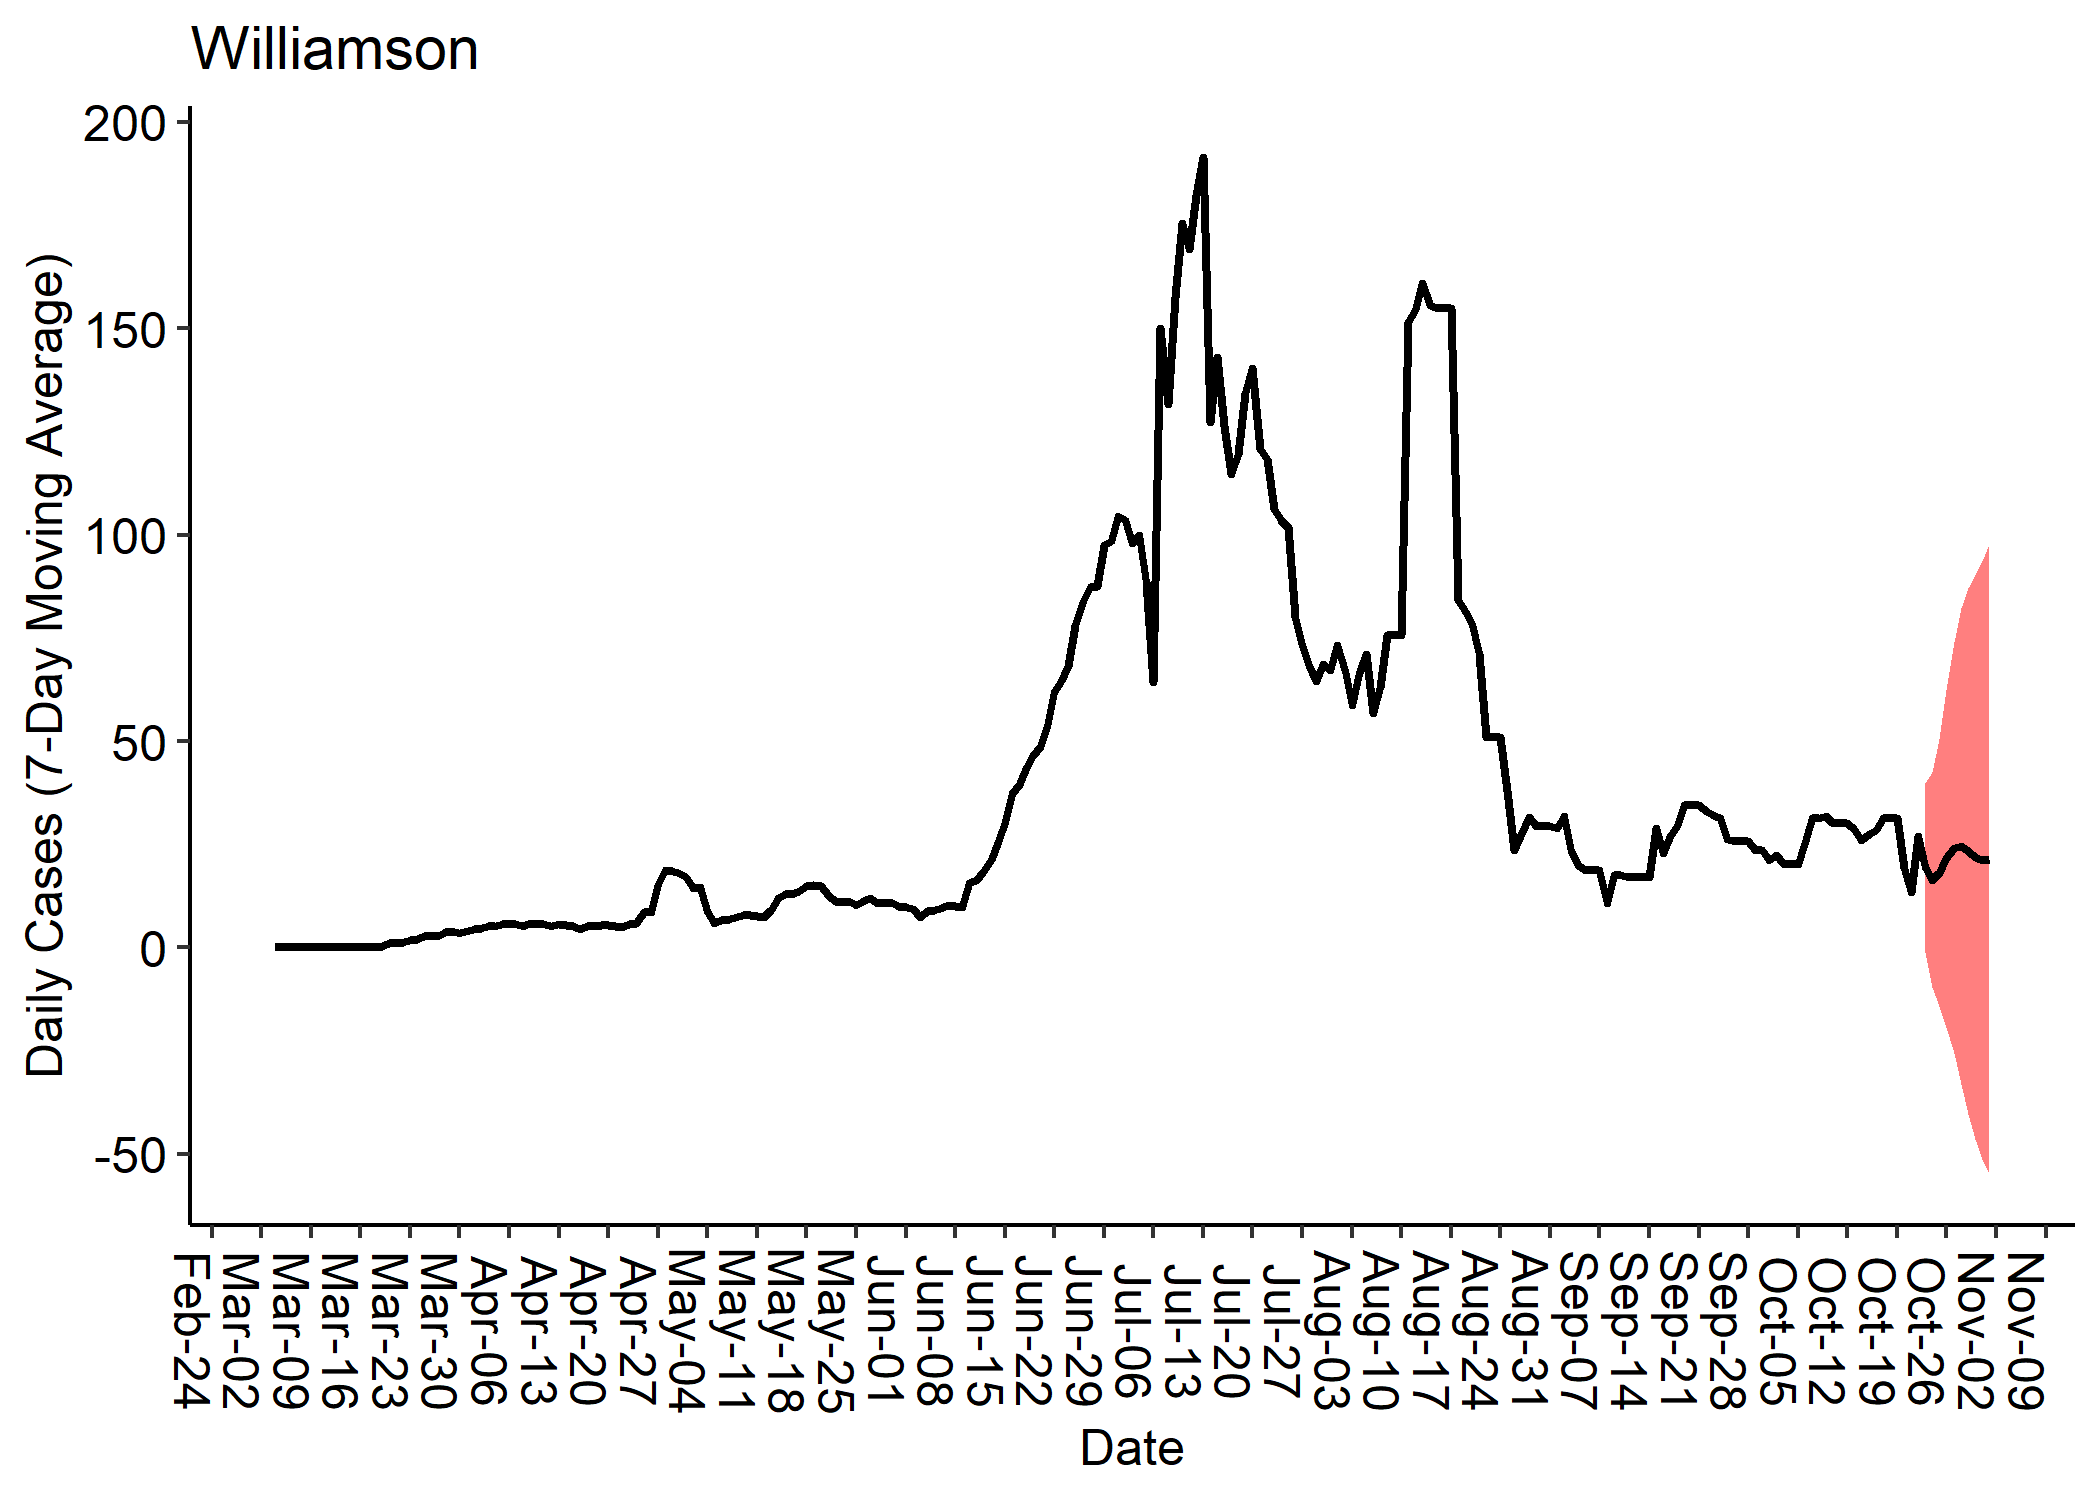 Williamson
Daily Cases (7-Day Moving Average)
200
150
100
50
0
-50
Feb-24
Mar-02
Mar-09
Mar-16
Mar-23
Mar-30
Apr-06
Apr-13
Apr-20
Apr-27
May-04
May-11
May-18
May-25
Jun-01
Jun-08
Jun-15
Jun-22
Jun-29
Jul-06
Jul-13
Jul-20
Jul-27
Aug-03
Aug-10
Aug-17
Aug-24
Aug-31
Sep-07
Sep-14
Sep-21
Sep-28
Oct-05
Oct-12
Oct-19
Oct-26
Nov-02
Nov-09
Date